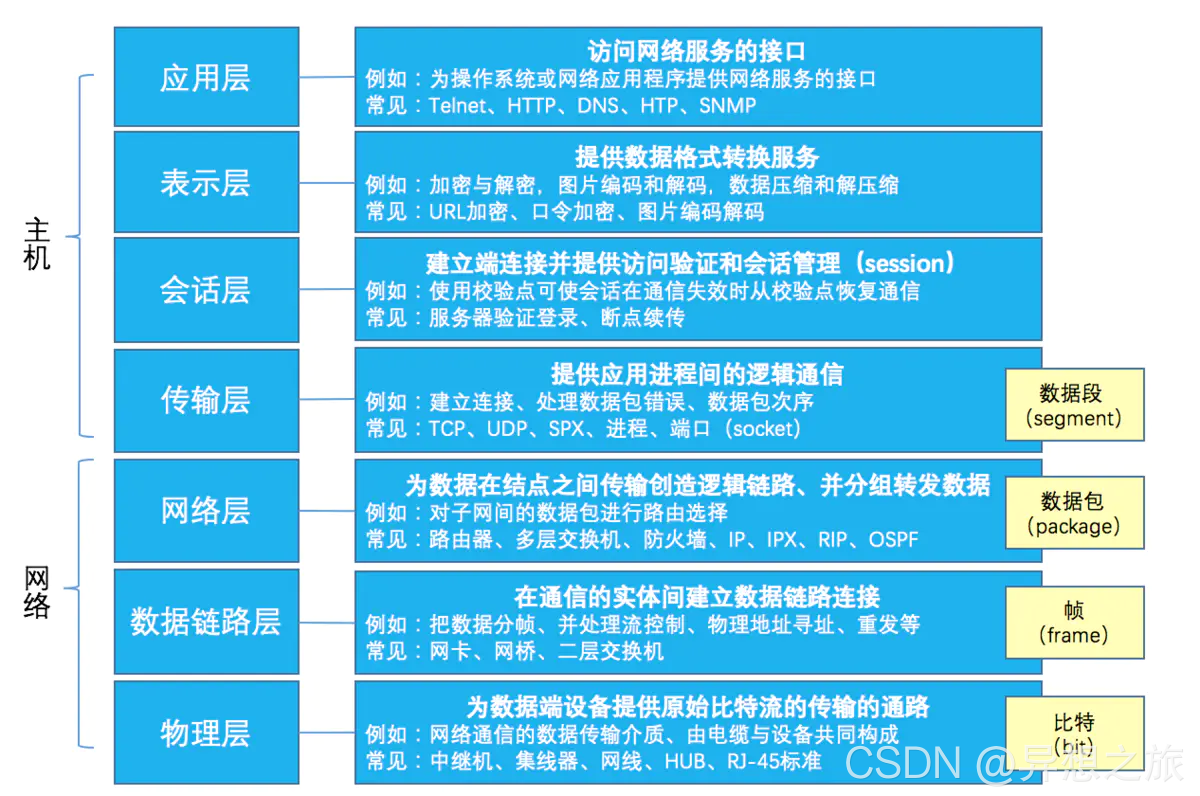 主机
应用层
访问网络服务的接口
例如：为操作系统或网络应用程序提供网络服务的接口
常见：Telnet、HTTP、DNS、HTP、SNMP
表示层
提供数据格式转换服务
例如：加密与解密，图片编码和解码，数据压缩和解压缩
常见：URL加密、口令加密、图片编码解码
会话层
建立端连接并提供访问验证和会话管理（session）
例如：使用校验点可使会话在通信失效时从校验点恢复通信
常见：服务器验证登录、断点续传
传输层
提供应用进程间的逻辑通信
例如：建立连接、处理数据包错误、数据包次序
常见：TCP、UDP、SPX、进程、端口（socket）
数据段
（segment）
网络
网络层
为数据在结点之间传输创造逻辑链路、并分组转发数据
例如：对子网间的数据包进行路由选择
常见：路由器、多层交换机、防火墙、IP、IPX、RIP、OSPF
数据包
（package）
数据链路层
在通信的实体间建立数据链路连接
例如：把数据分帧、并处理流控制、物理地址寻址、重发等
常见：网卡、网桥、二层交换机
帧
（frame）
物理层
为数据端设备提供原始比特流的传输的通路
例如：网络通信的数据传输介质、由电缆与设备共同构成
常见：中继机、集线器、网线、HUB、RJ-45标准
比特
（bit）
CSDN @异想之旅